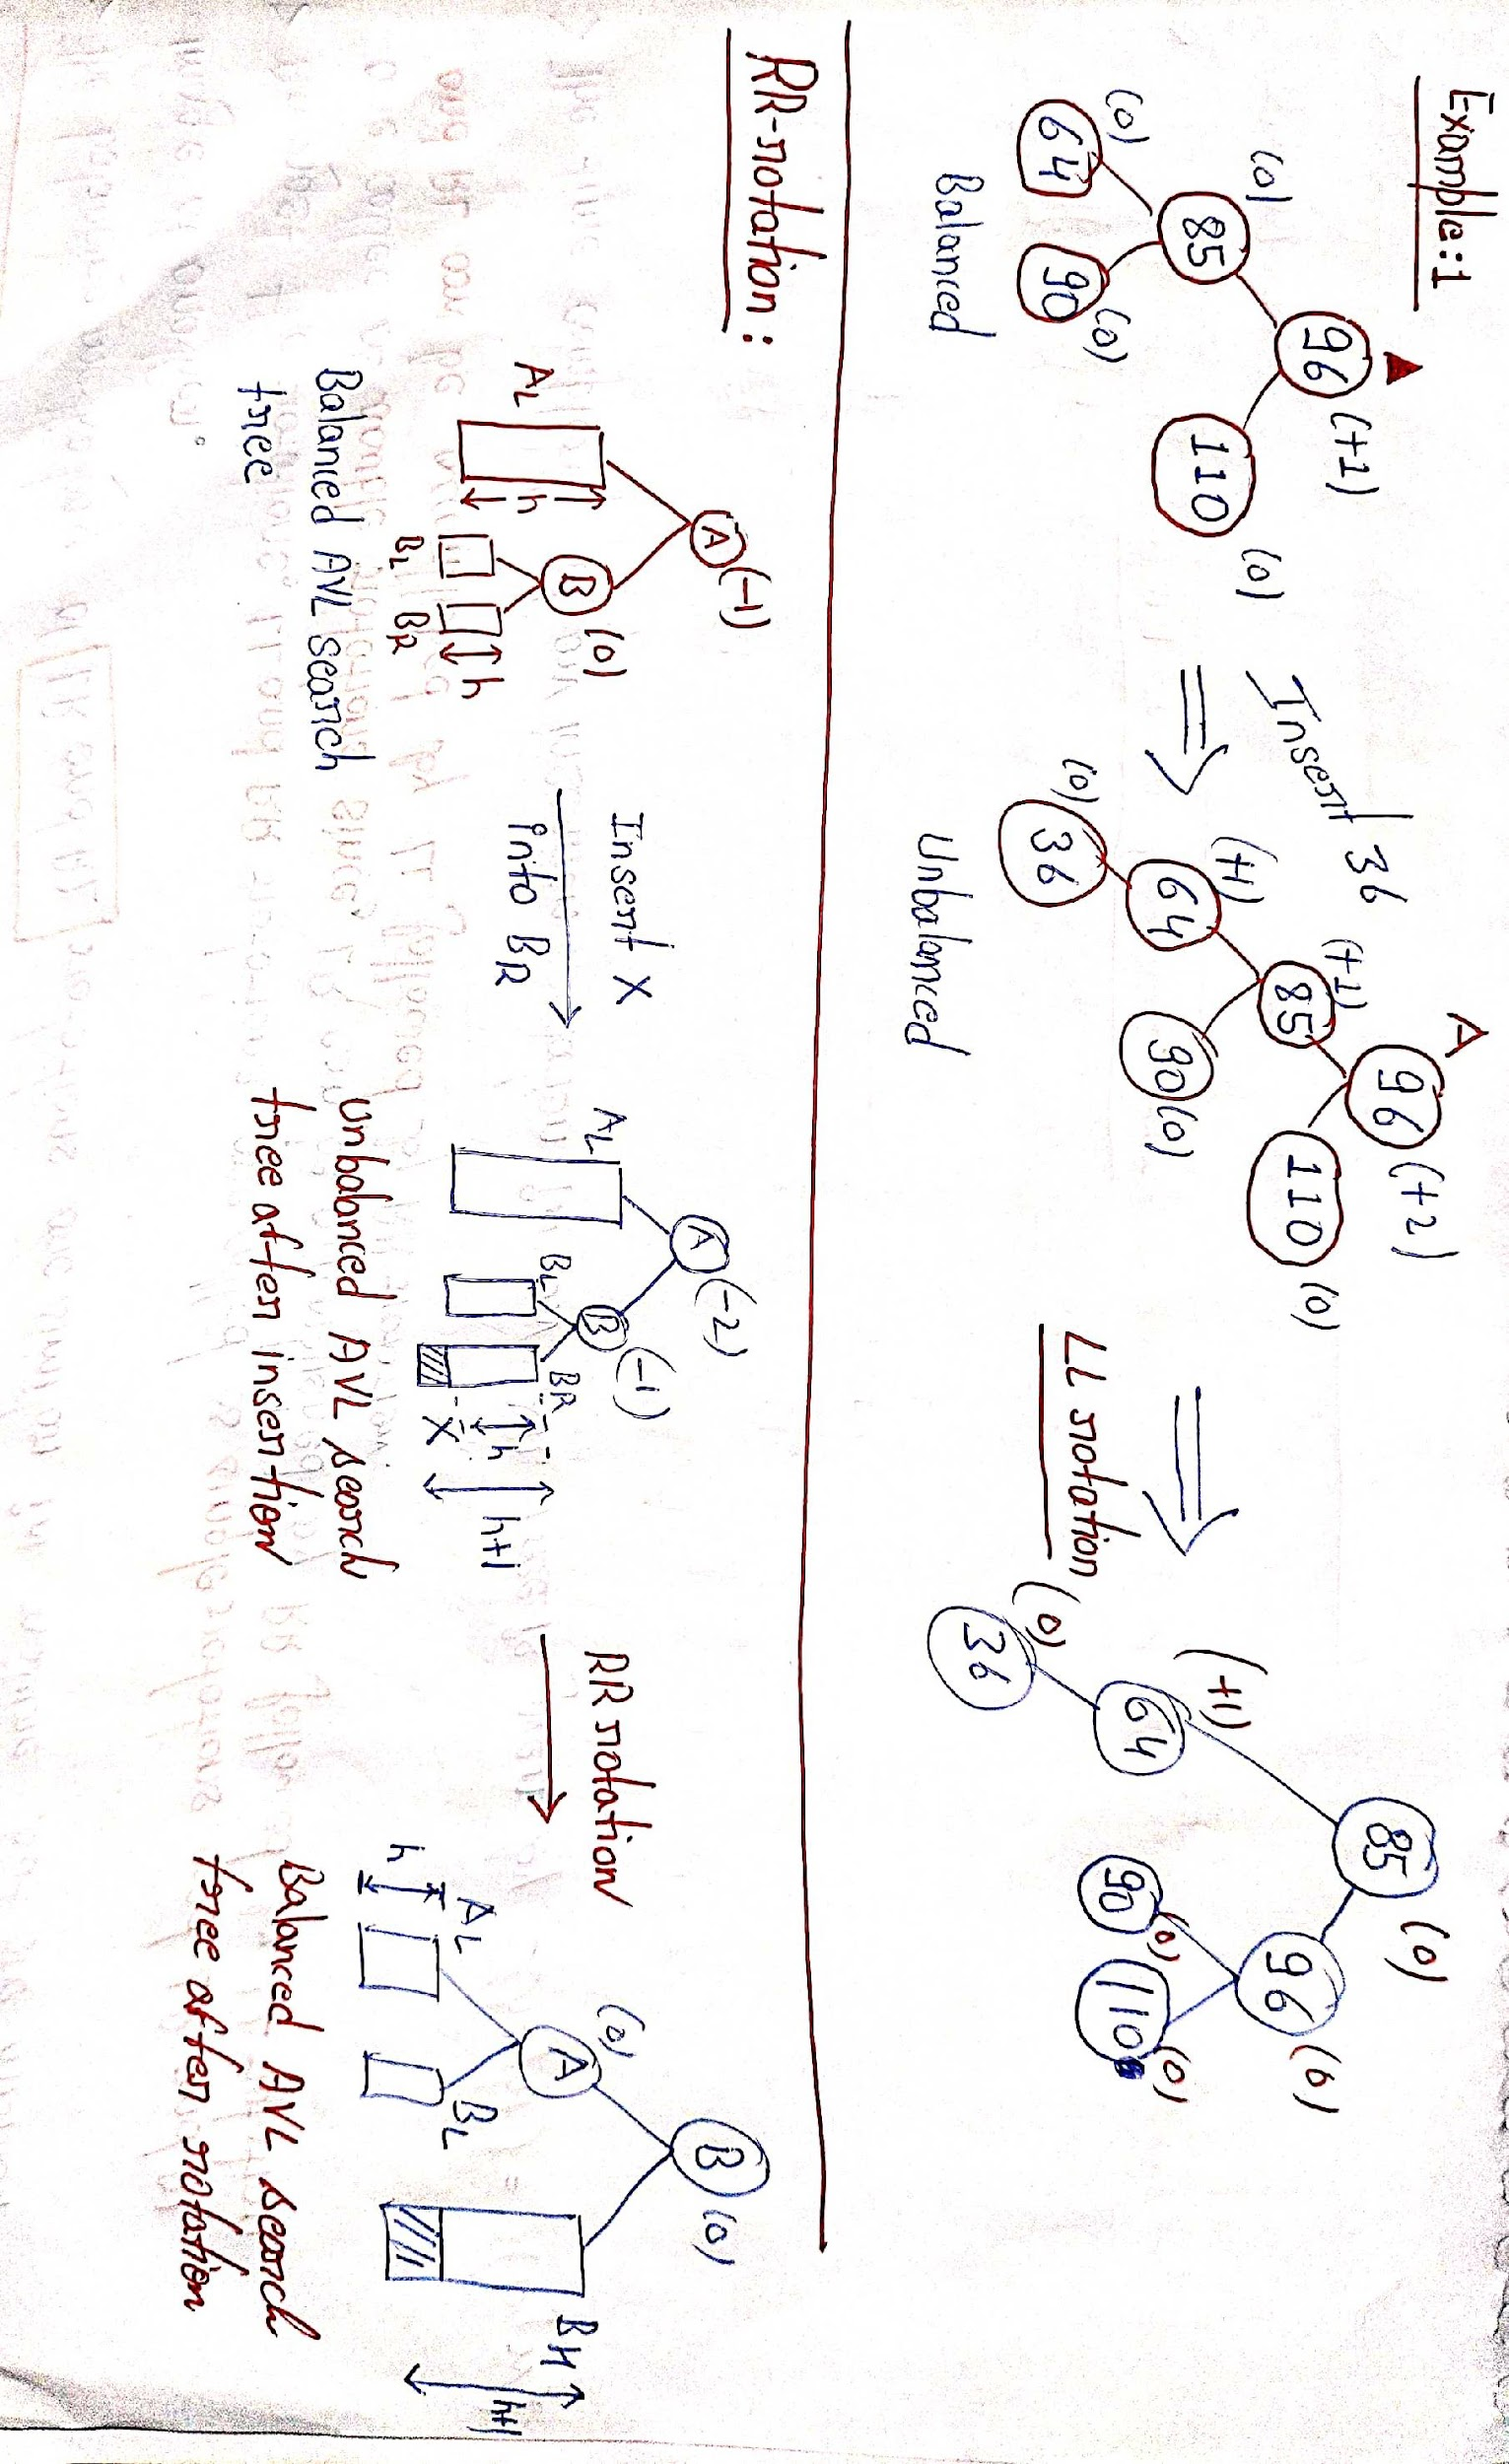 Example:1
96 (+1)
(0) 85
110 (0)
(0) 64
90 (0)
Balanced
Insert 36
A
96 (+2)
(+1) 85
110 (0)
(+1) 64
90 (0)
(0) 36
Unbalanced
LL rotation
85 (0)
(+1) 64
96 (0)
(0) 36
90 (0)
110 (0)
RR-rotation:
A (-1)
AL
B (0)
h
BL
BR
h
Balanced AVL search
tree
Insert X
into BR
A (-2)
AL
B (-1)
BL
BR
h
X
h+1
Unbalanced AVL search
tree after insertion
RR rotation
B (0)
(0) A
AL
h
BL
BH
h+1
Balanced AVL search
tree after rotation